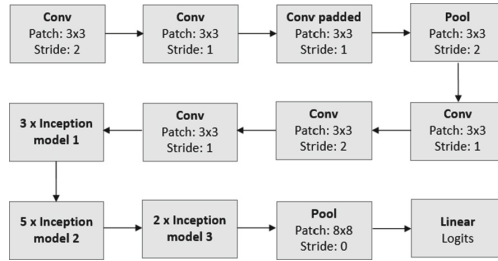 Conv
Patch: 3x3
Stride: 2
Conv
Patch: 3x3
Stride: 1
Conv padded
Patch: 3x3
Stride: 1
Pool
Patch: 3x3
Stride: 2
Conv
Patch: 3x3
Stride: 1
Conv
Patch: 3x3
Stride: 2
Conv
Patch: 3x3
Stride: 1
3 x Inception
model 1
5 x Inception
model 2
2 x Inception
model 3
Pool
Patch: 8x8
Stride: 0
Linear
Logits